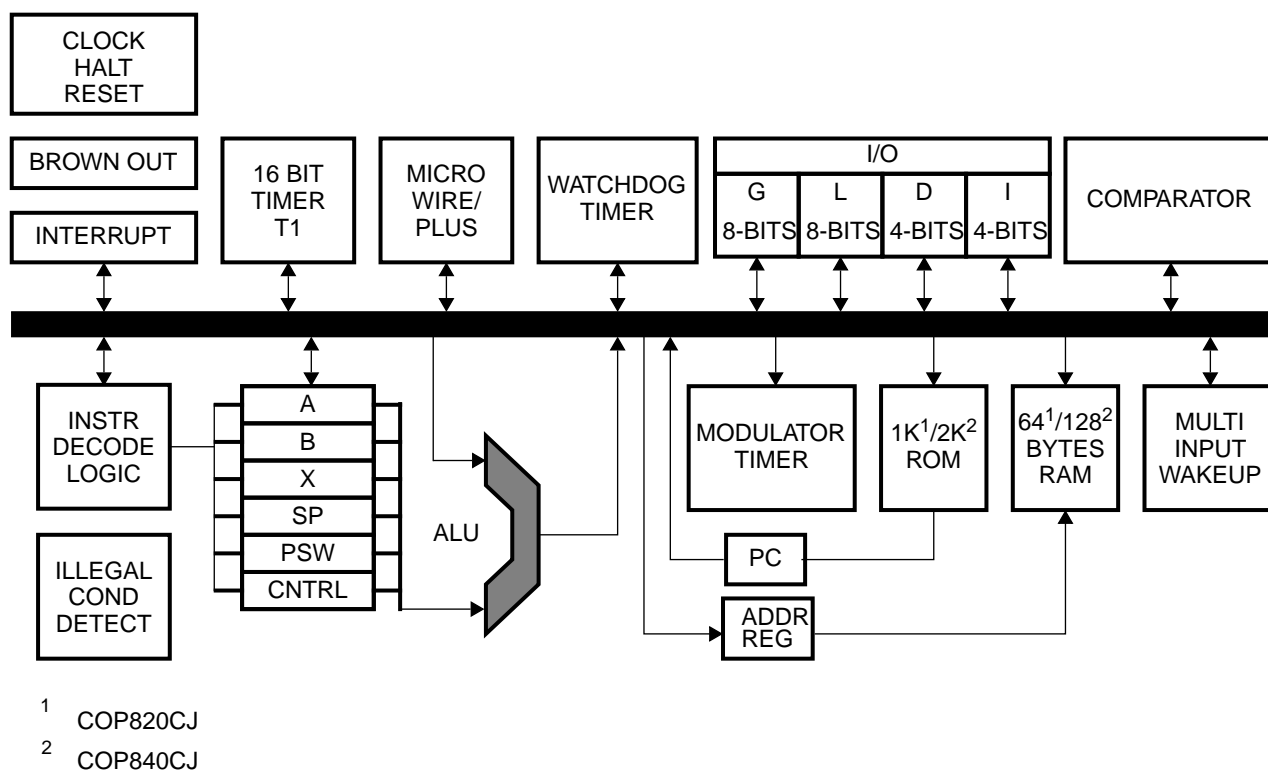 CLOCK
HALT
RESET
BROWN OUT
INTERRUPT
16 BIT
TIMER
T1
MICRO
WIRE/
PLUS
WATCHDOG
TIMER
I/O
G
8-BITS
L
8-BITS
D
4-BITS
I
4-BITS
COMPARATOR
INSTR
DECODE
LOGIC
A
B
X
SP
PSW
CNTRL
ALU
MODULATOR
TIMER
1K¹/2K²
ROM
64¹/128²
BYTES
RAM
MULTI
INPUT
WAKEUP
ILLEGAL
COND
DETECT
PC
ADDR
REG
¹ COP820CJ
² COP840CJ